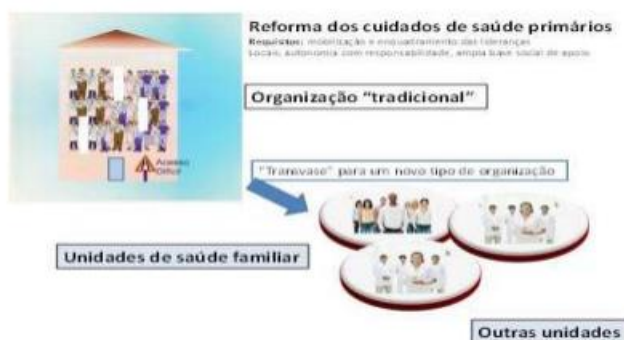 Reforma dos cuidados de saúde primários
Requisitos: mobilização e enquadramento das lideranças
locais, autonomia com responsabilidade, ampla base social de apoio
Organização "tradicional"
Acesso
Difícil
"Transvase" para um novo tipo de organização
Unidades de saúde familiar
Outras unidades